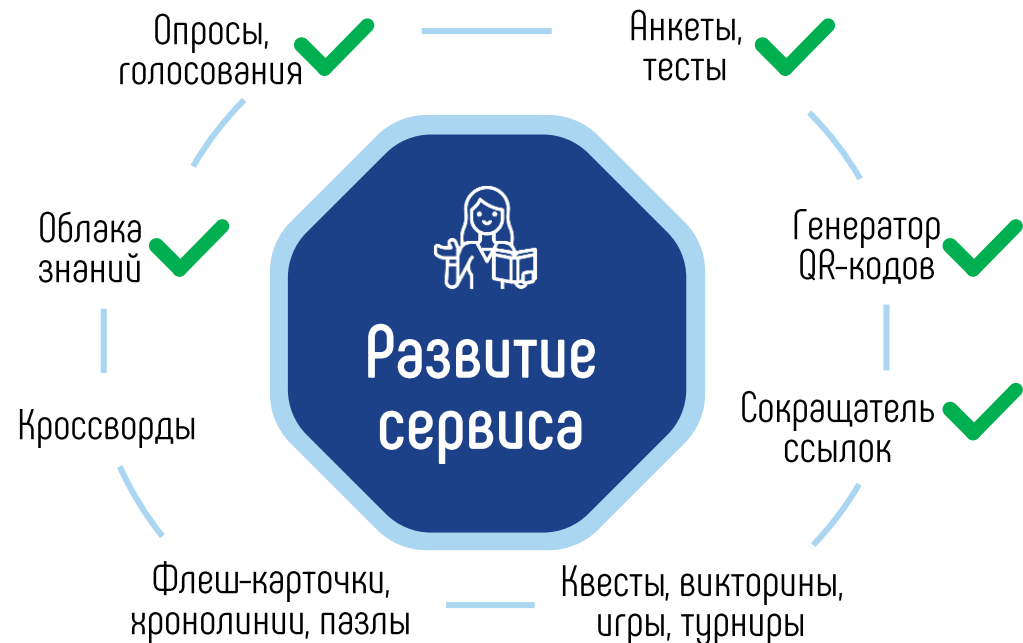 Опросы,
голосования
Анкеты,
тесты
Облака
знаний
Генератор
QR-кодов
Развитие
сервиса
Кроссворды
Сокращатель
ссылок
Флеш-карточки,
хронолинии, пазлы
Квесты, викторины,
игры, турниры